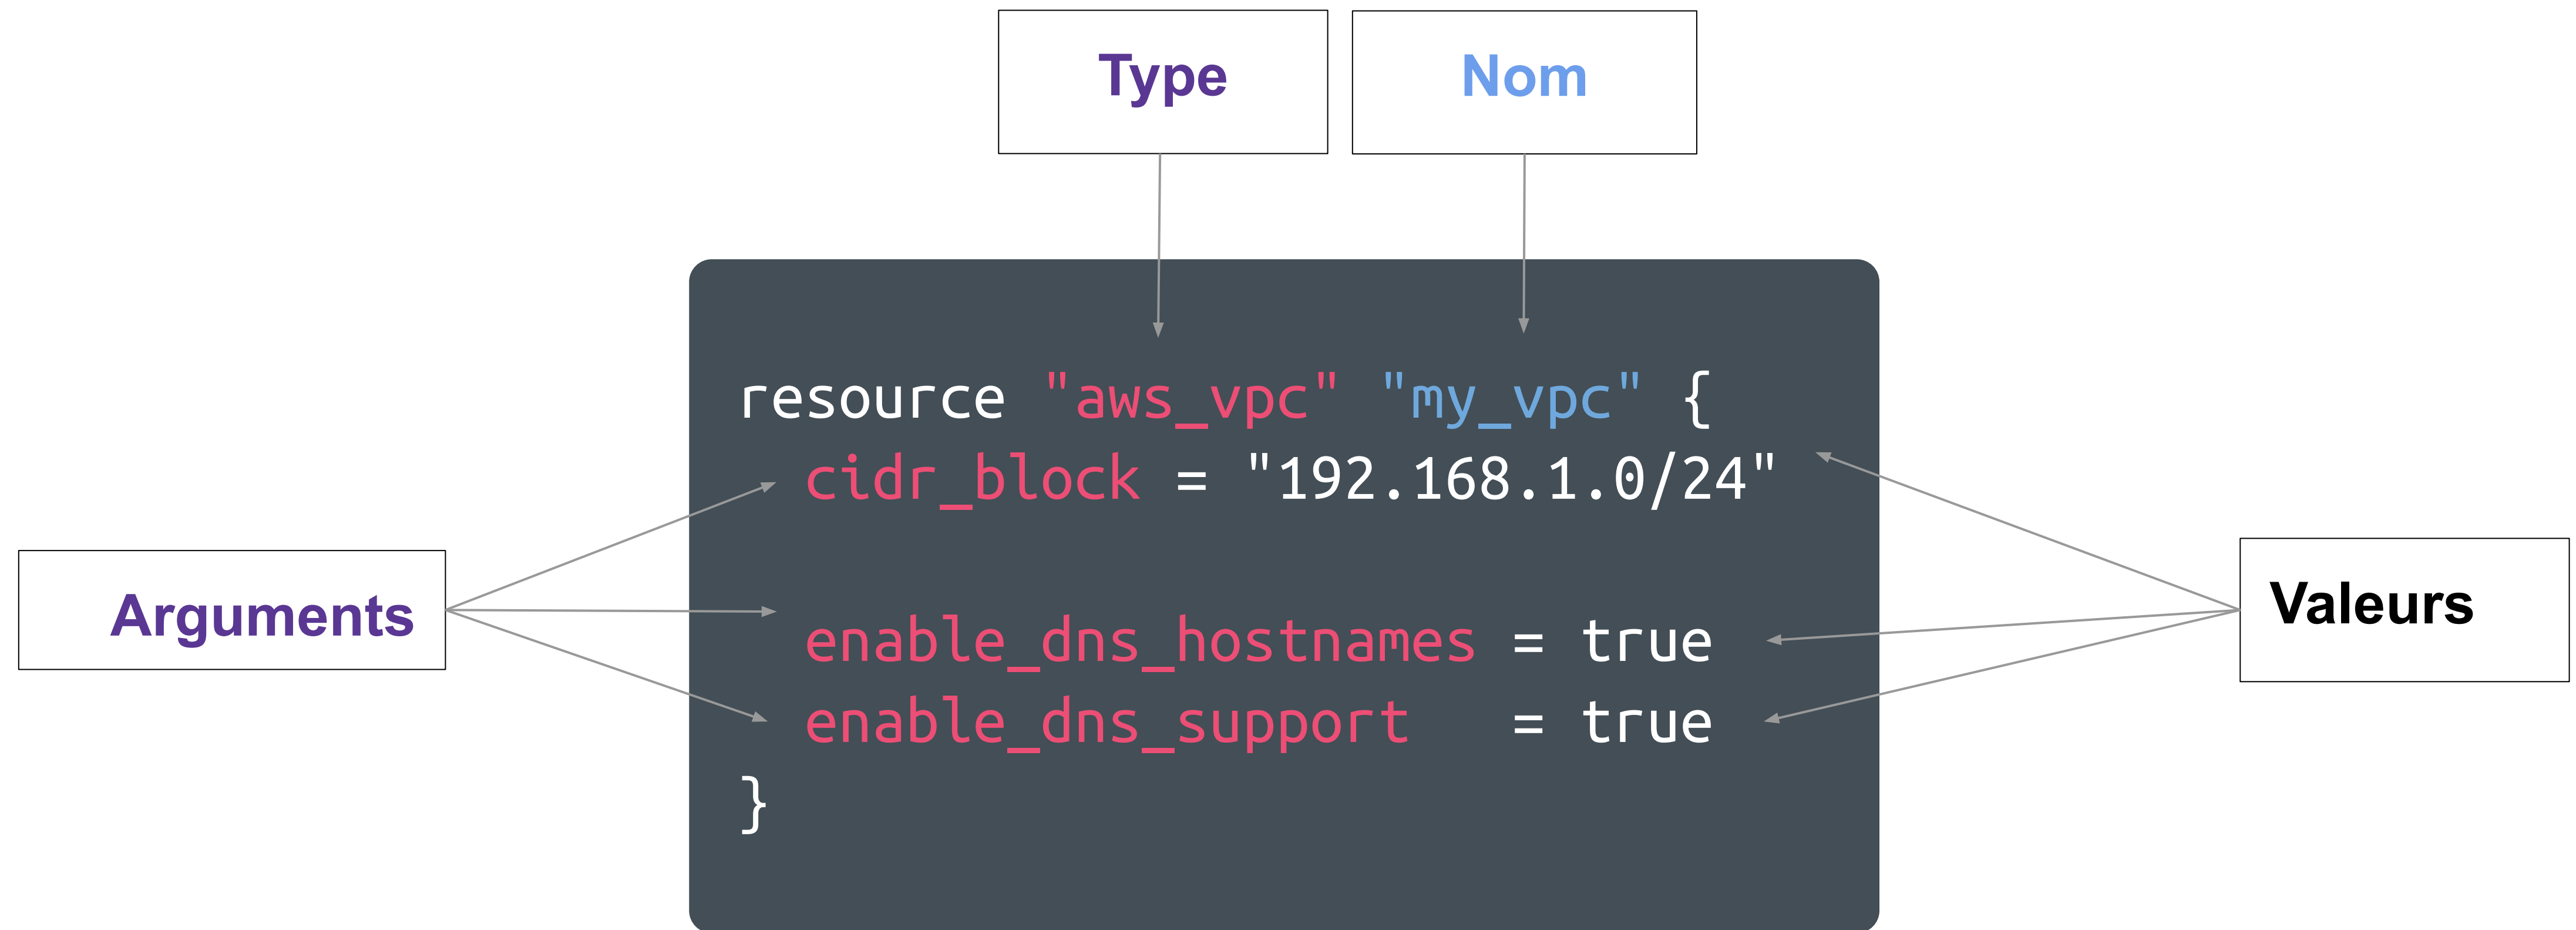 Type
Nom
resource "aws_vpc" "my_vpc" {
cidr_block = "192.168.1.0/24"
Arguments
Valeurs
enable_dns_hostnames = true
enable_dns_support = true
}